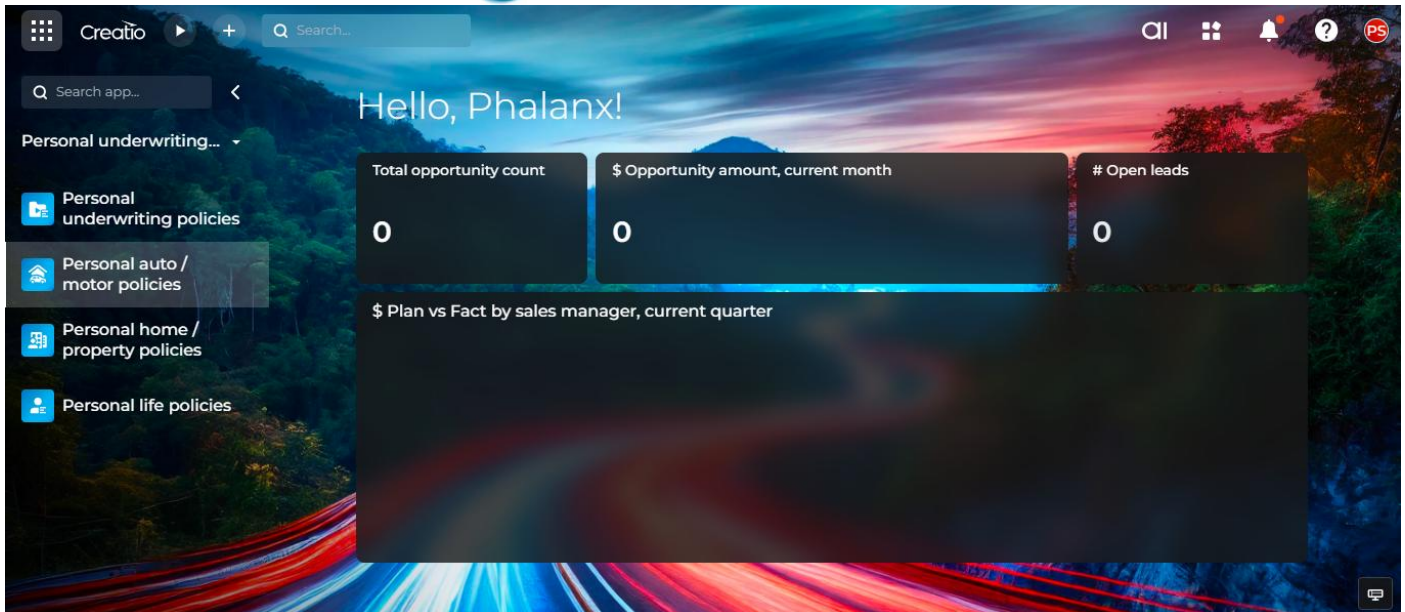 Creatio
Search...
ai
?
PS
Search app...
Hello, Phalanx!
Personal underwriting...
Personal
underwriting policies
Personal auto /
motor policies
Personal home /
property policies
Personal life policies
Total opportunity count
0
$ Opportunity amount, current month
0
# Open leads
0
$ Plan vs Fact by sales manager, current quarter